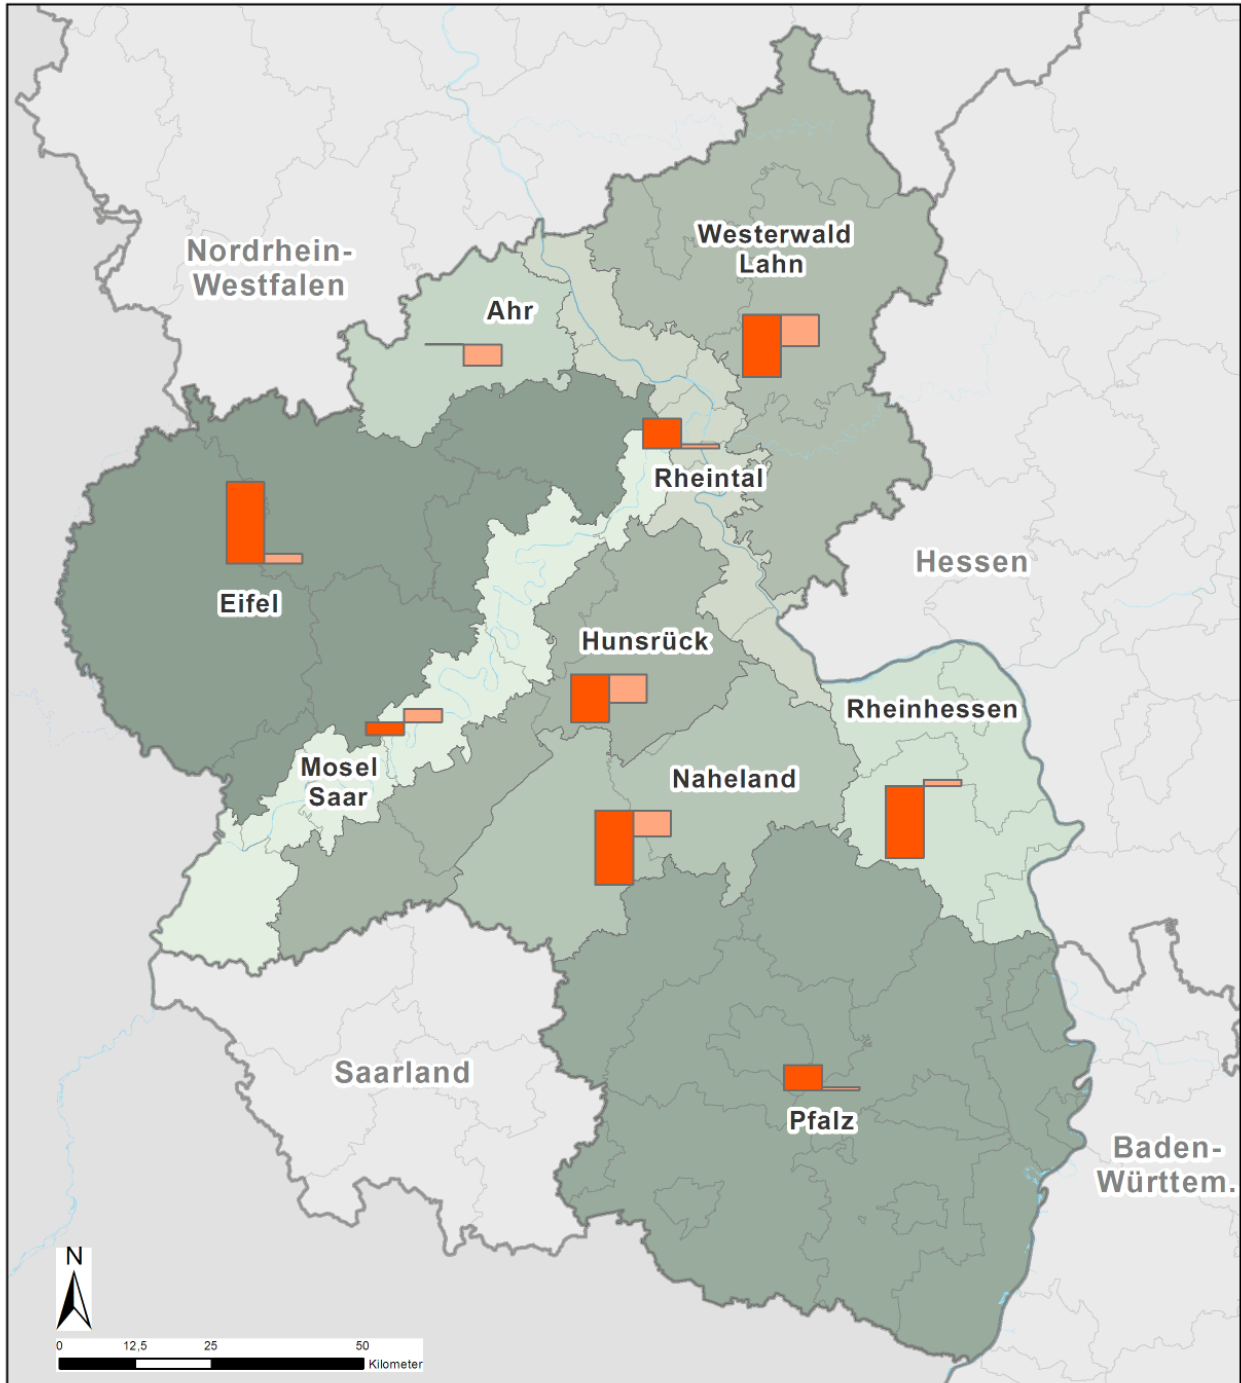 Westerwald
Lahn
Nordrhein-
Westfalen
Ahr
Rheintal
Hessen
Eifel
Hunsrück
Rheinhessen
Mosel
Saar
Naheland
Saarland
Pfalz
Baden-
Württem.
N
0 12,5 25 50
Kilometer